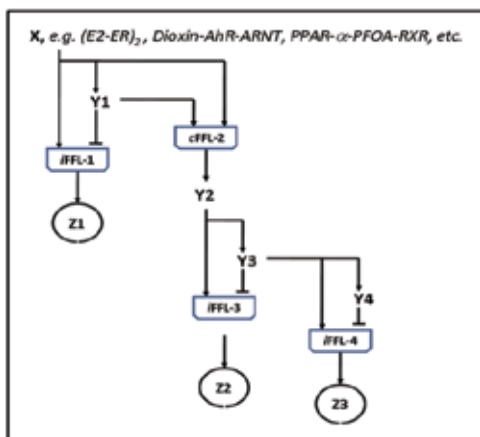 X, e.g. (E2-ER)₂, Dioxin-AhR-ARNT, PPAR-α-PFOA-RXR, etc.
Y1
iFFL-1
cFFL-2
Z1
Y2
Y3
iFFL-3
Y4
iFFL-4
Z2
Z3